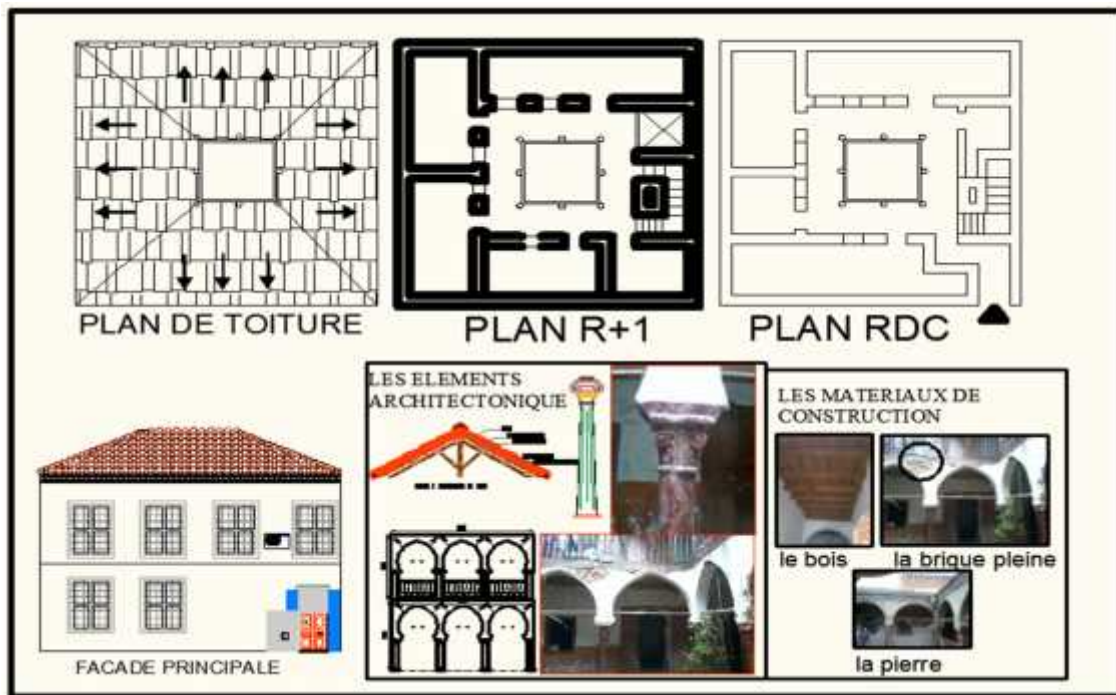 PLAN DE TOITURE
PLAN R+1
PLAN RDC
LES ELEMENTS
ARCHITECTONIQUE
LES MATERIAUX DE
CONSTRUCTION
le bois
la brique pleine
la pierre
FACADE PRINCIPALE